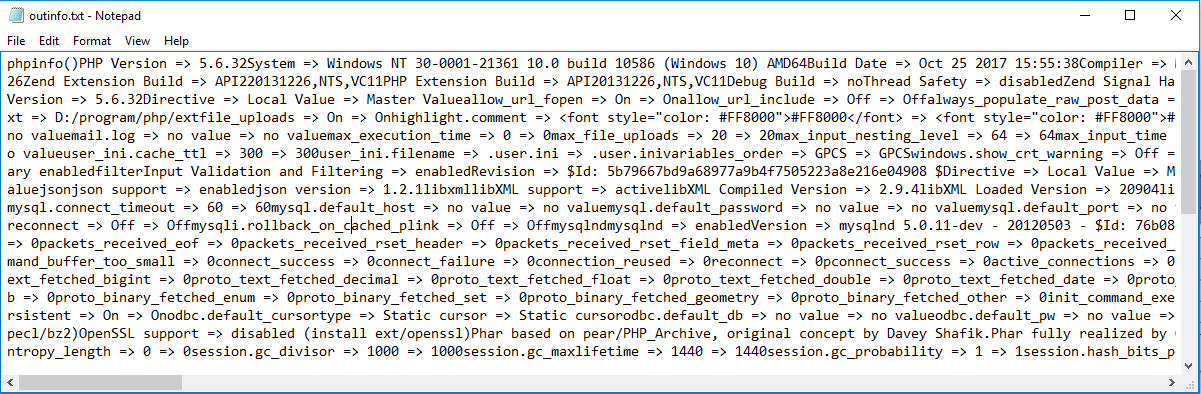 outinfo.txt - Notepad
File Edit Format View Help
phpinfo()PHP Version => 5.6.32System => Windows NT 30-0001-21361 10.0 build 10586 (Windows 10) AMD64Build Date => Oct 25 2017 15:55:38Compiler =>
26Zend Extension Build => API220131226,NTS,VC11PHP Extension Build => API20131226,NTS,VC11Debug Build => noThread Safety => disabledZend Signal Ha
Version => 5.6.32Directive => Local Value => Master Valueallow_url_fopen => On => Onallow_url_include => Off => Offalways_populate_raw_post_data =
xt => D:/program/php/extfile_uploads => On => Onhighlight.comment => <font style="color: #FF8000">#FF8000</font> => <font style="color: #FF8000">#
no valuemail.log => no value => no valuemax_execution_time => 0 => 0max_file_uploads => 20 => 20max_input_nesting_level => 64 => 64max_input_time
o valueuser_ini.cache_ttl => 300 => 300user_ini.filename => .user.ini => .user.inivariables_order => GPCS => GPCSwindows.show_crt_warning => Off =
ary enabledfilterInput Validation and Filtering => enabledRevision => $Id: 5b79667bd9a68977a9b4f7505223a8e216e04908 $Directive => Local Value => M
aluejsonjson support => enabledjson version => 1.2.1libxmllibXML support => activelibXML Compiled Version => 2.9.4libXML Loaded Version => 20904li
mysql.connect_timeout => 60 => 60mysql.default_host => no value => no valuemysql.default_password => no value => no valuemysql.default_port => no
reconnect => Off => Offmysqli.rollback_on_cached_plink => Off => Offmysqlndmysqlnd => enabledVersion => mysqlnd 5.0.11-dev - 20120503 - $Id: 76b08
=> 0packets_received_eof => 0packets_received_rset_header => 0packets_received_rset_field_meta => 0packets_received_rset_row => 0packets_received_
mand_buffer_too_small => 0connect_success => 0connect_failure => 0connection_reused => 0reconnect => 0pconnect_success => 0active_connections => 0
ext_fetched_bigint => 0proto_text_fetched_decimal => 0proto_text_fetched_float => 0proto_text_fetched_double => 0proto_text_fetched_date => 0proto
b => 0proto_binary_fetched_enum => 0proto_binary_fetched_set => 0proto_binary_fetched_geometry => 0proto_binary_fetched_other => 0init_command_exe
rsistent => On => Onodbc.default_cursortype => Static cursor => Static cursorodbc.default_db => no value => no valueodbc.default_pw => no value =>
pecl/bz2)OpenSSL support => disabled (install ext/openssl)Phar based on pear/PHP_Archive, original concept by Davey Shafik.Phar fully realized by
ntropy_length => 0 => 0session.gc_divisor => 1000 => 1000session.gc_maxlifetime => 1440 => 1440session.gc_probability => 1 => 1session.hash_bits_p